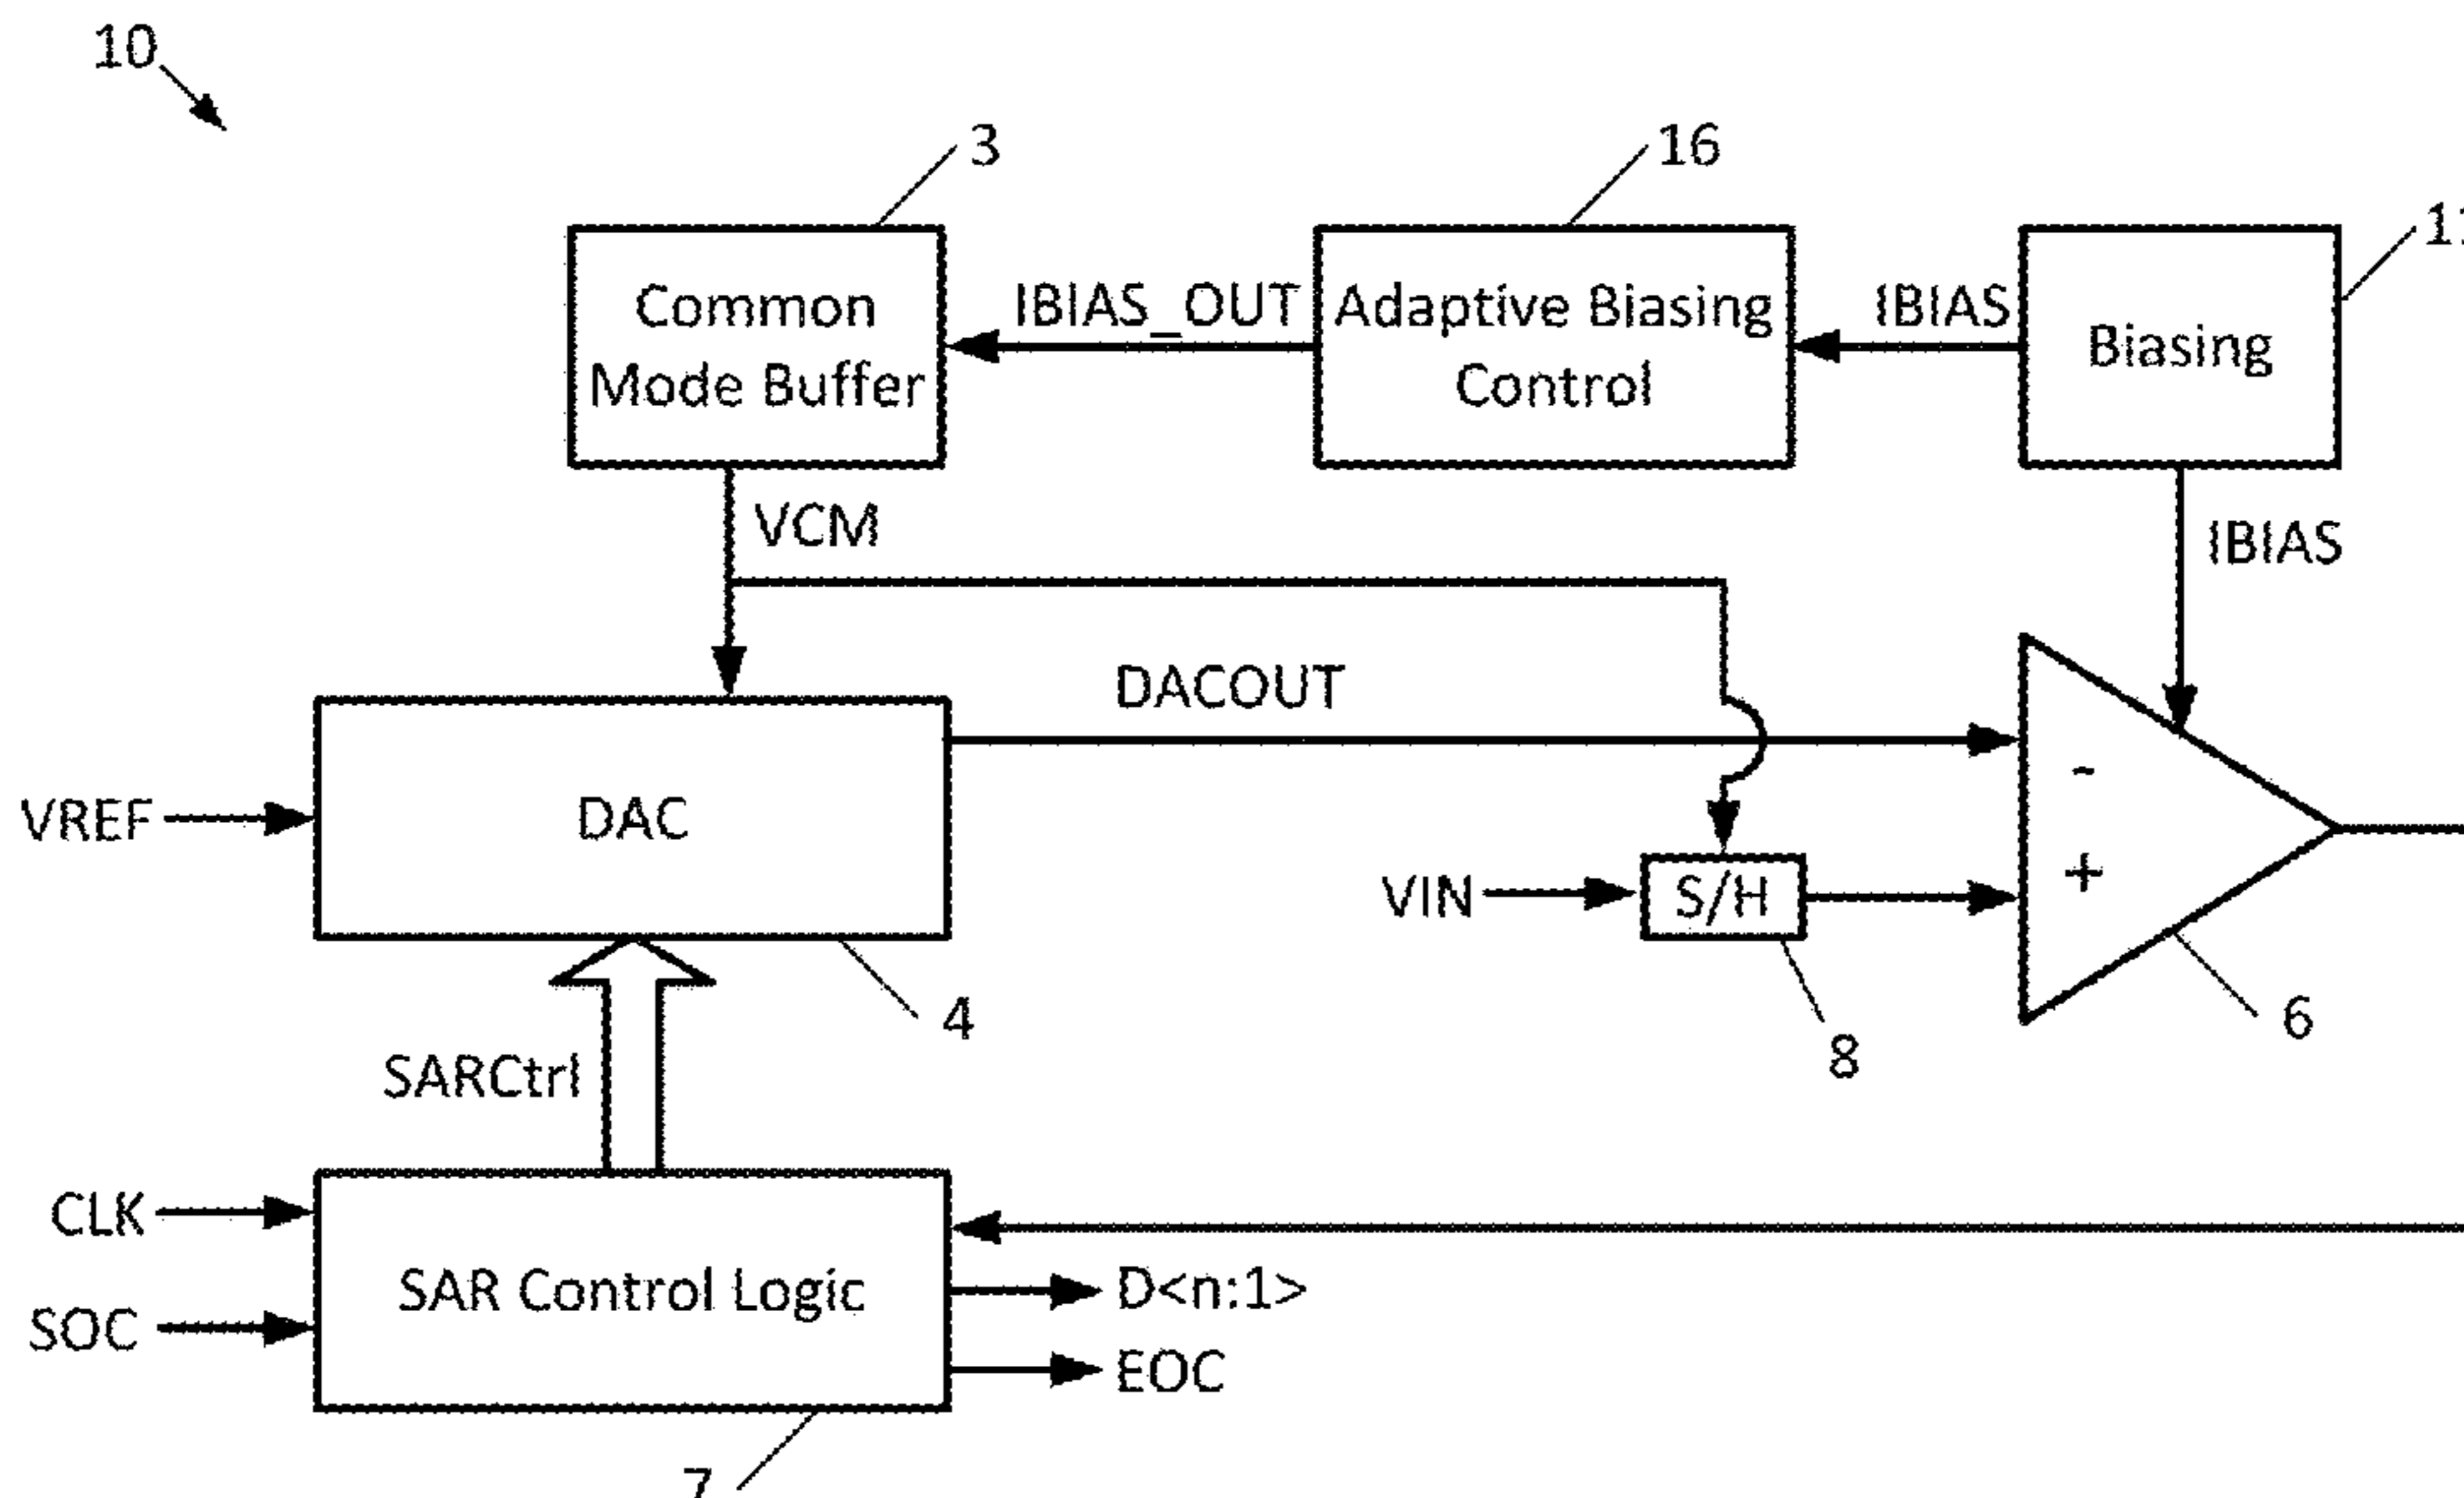 10
3
16
Common
Mode Buffer
IBIAS_OUT
Adaptive Biasing
Control
IBIAS
Biasing
VCM
IBIAS
DACOUT
VREF
DAC
-
+
VIN
S/H
4
8
6
SARCtrl
CLK
SOC
SAR Control Logic
D<n:1>
EOC
7